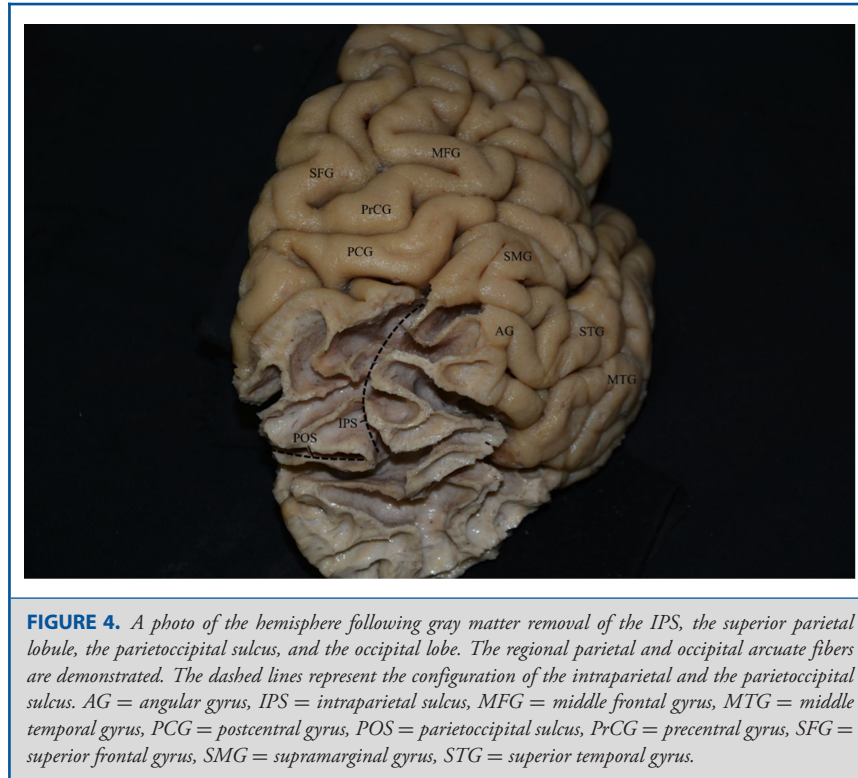 MFG
SFG
PrCG
PCG
SMG
AG
STG
MTG
IPS
POS
FIGURE 4. A photo of the hemisphere following gray matter removal of the IPS, the superior parietal
lobule, the parietoccipital sulcus, and the occipital lobe. The regional parietal and occipital arcuate fibers
are demonstrated. The dashed lines represent the configuration of the intraparietal and the parietoccipital
sulcus. AG = angular gyrus, IPS = intraparietal sulcus, MFG = middle frontal gyrus, MTG = middle
temporal gyrus, PCG = postcentral gyrus, POS = parietoccipital sulcus, PrCG = precentral gyrus, SFG =
superior frontal gyrus, SMG = supramarginal gyrus, STG = superior temporal gyrus.